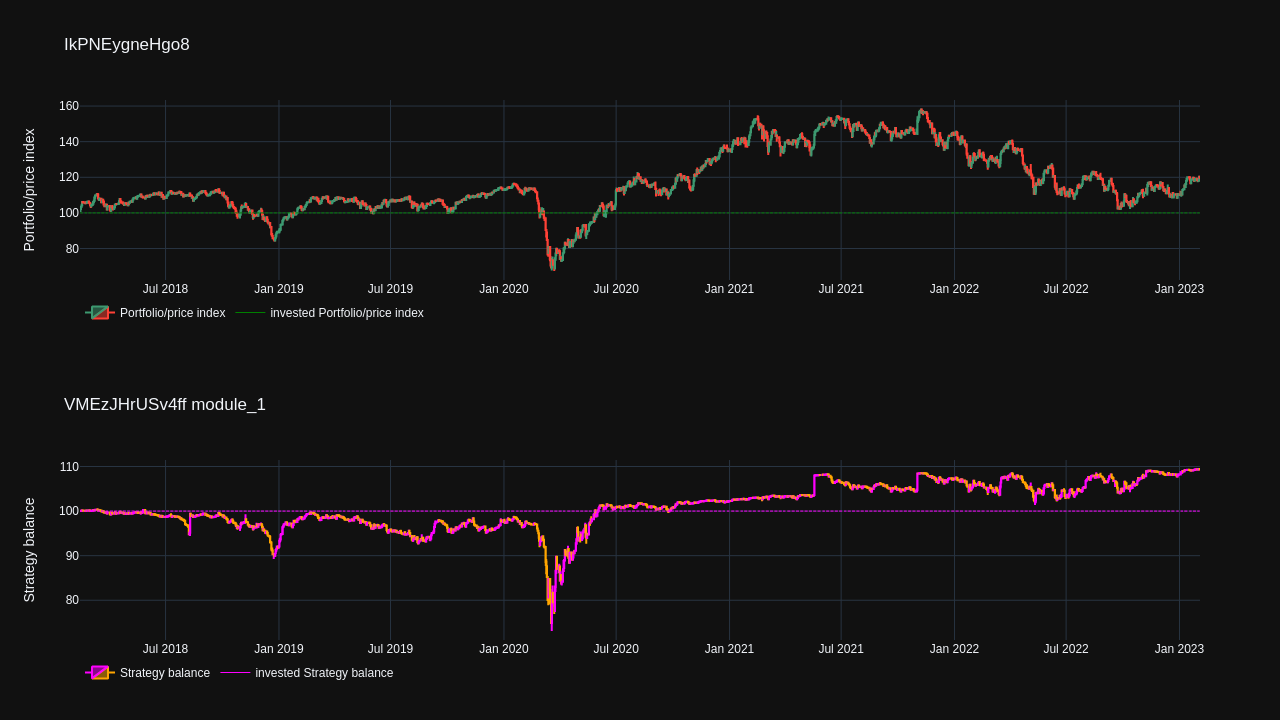 IkPNEygneHgo8
Portfolio/price index
160
140
120
100
80
Jul 2018 Jan 2019 Jul 2019 Jan 2020 Jul 2020 Jan 2021 Jul 2021 Jan 2022 Jul 2022 Jan 2023
Portfolio/price index invested Portfolio/price index
VMEzJHrUSv4ff module_1
Strategy balance
110
100
90
80
Jul 2018 Jan 2019 Jul 2019 Jan 2020 Jul 2020 Jan 2021 Jul 2021 Jan 2022 Jul 2022 Jan 2023
Strategy balance invested Strategy balance